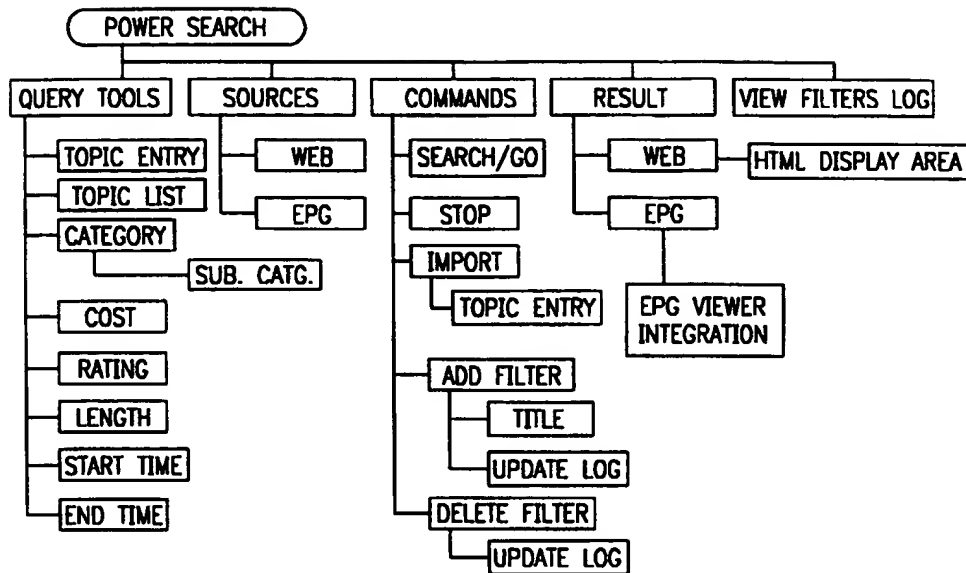 POWER SEARCH
QUERY TOOLS
TOPIC ENTRY
TOPIC LIST
CATEGORY
SUB. CATG.
COST
RATING
LENGTH
START TIME
END TIME
SOURCES
WEB
EPG
COMMANDS
SEARCH/GO
STOP
IMPORT
TOPIC ENTRY
ADD FILTER
TITLE
UPDATE LOG
DELETE FILTER
UPDATE LOG
RESULT
WEB
HTML DISPLAY AREA
EPG
EPG VIEWER
INTEGRATION
VIEW FILTERS LOG